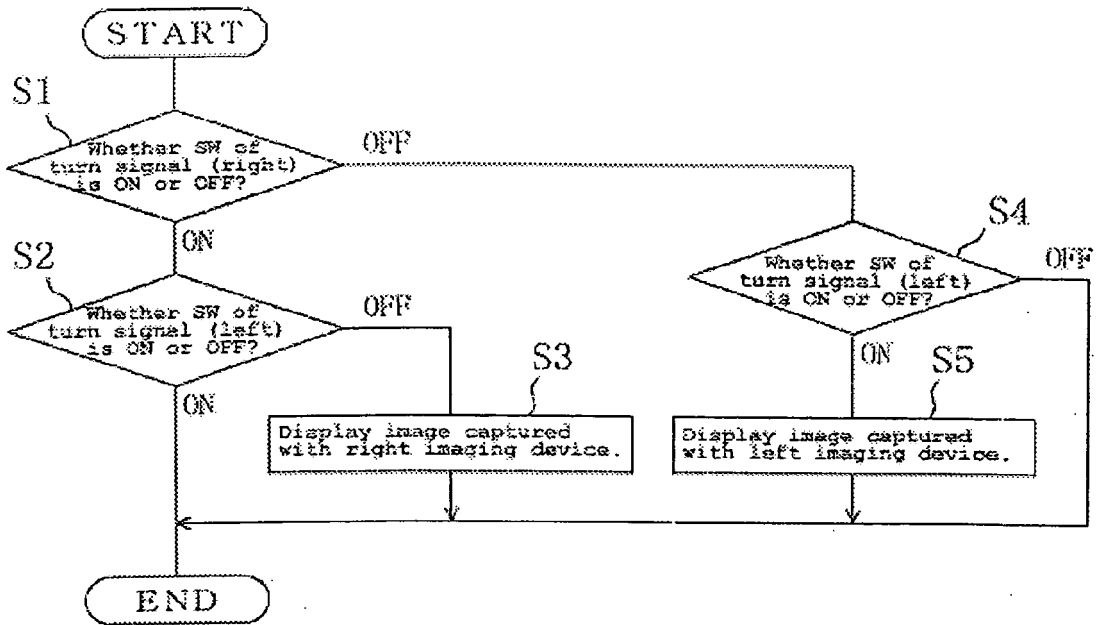 START
S1
Whether SW of
turn signal (right)
is ON or OFF?
OFF
ON
S2
Whether SW of
turn signal (left)
is ON or OFF?
OFF
ON
S3
Display image captured
with right imaging device.
S4
Whether SW of
turn signal (left)
is ON or OFF?
OFF
ON
S5
Display image captured
with left imaging device.
END